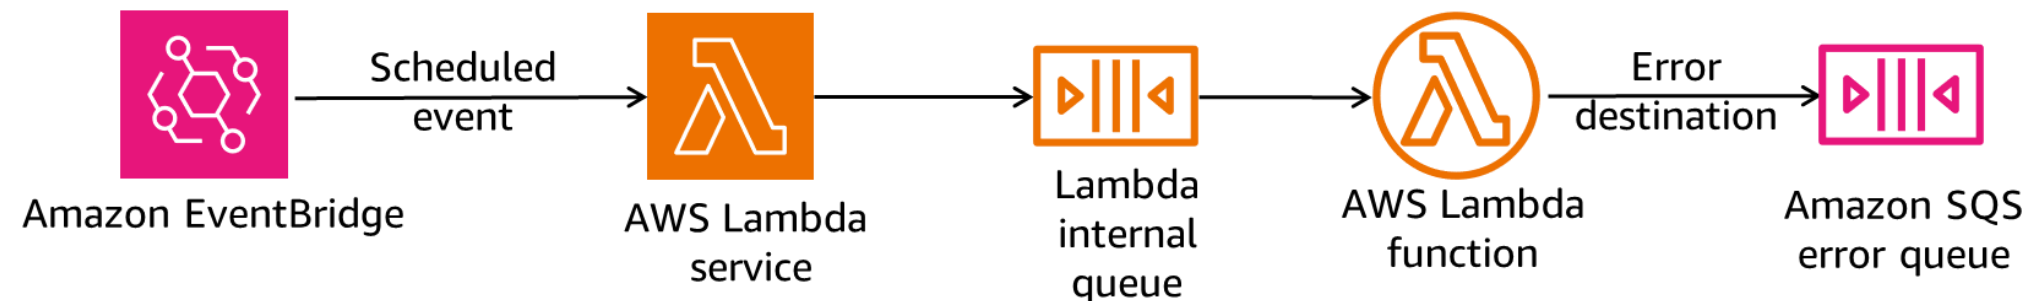 Scheduled
event
Error
destination
Amazon EventBridge
AWS Lambda
service
Lambda
internal
queue
AWS Lambda
function
Amazon SQS
error queue